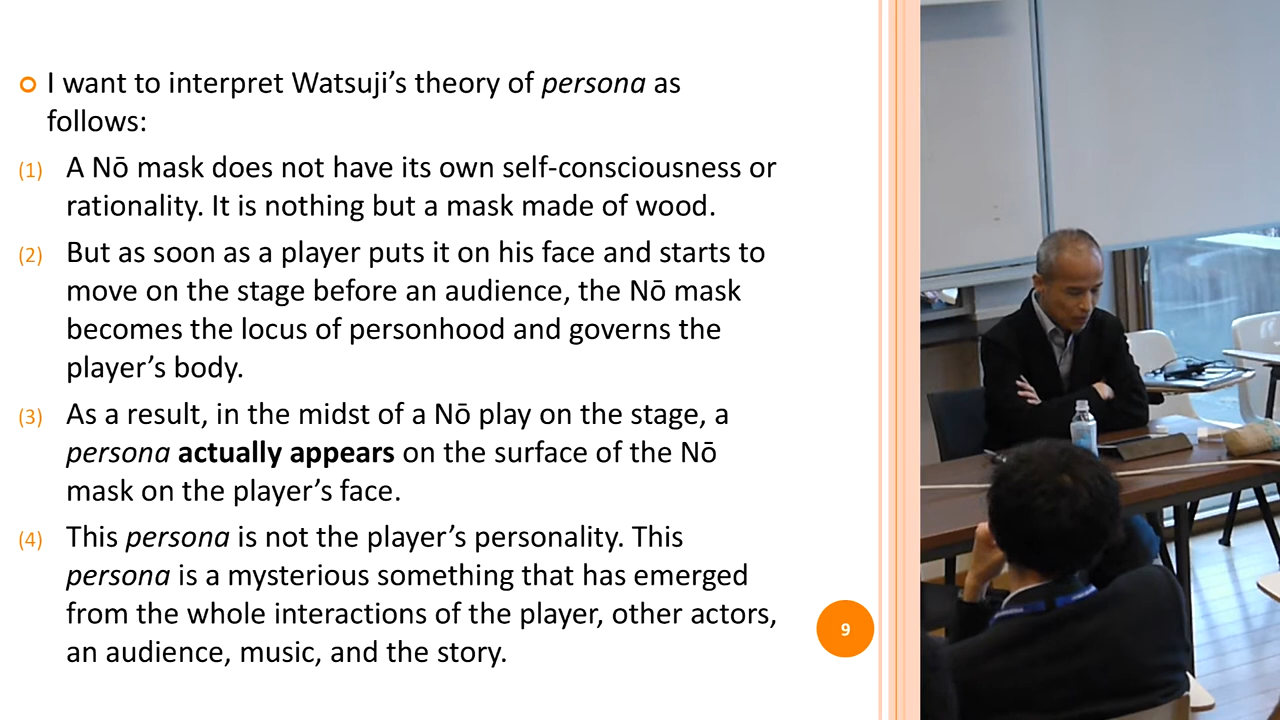 I want to interpret Watsuji’s theory of persona as
follows:
(1) A Nō mask does not have its own self-consciousness or
rationality. It is nothing but a mask made of wood.
(2) But as soon as a player puts it on his face and starts to
move on the stage before an audience, the Nō mask
becomes the locus of personhood and governs the
player’s body.
(3) As a result, in the midst of a Nō play on the stage, a
persona actually appears on the surface of the Nō
mask on the player’s face.
(4) This persona is not the player’s personality. This
persona is a mysterious something that has emerged
from the whole interactions of the player, other actors,
an audience, music, and the story.
9